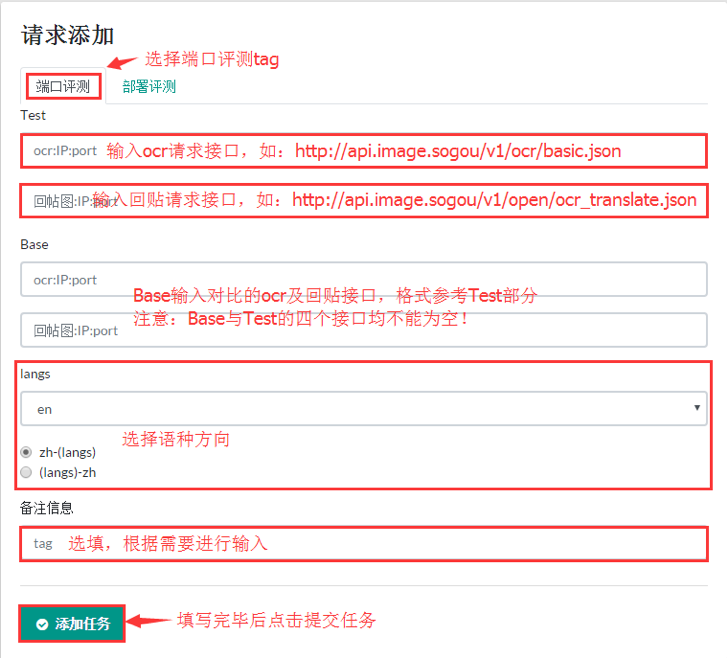 请求添加
选择端口评测tag
端口评测 部署评测
Test
ocr:IP:port 输入ocr请求接口，如：http://api.image.sogou/v1/ocr/basic.json
回帖图:IP:port 输入回贴请求接口，如：http://api.image.sogou/v1/open/ocr_translate.json
Base
ocr:IP:port
Base输入对比的ocr及回贴接口，格式参考Test部分
注意：Base与Test的四个接口均不能为空！
回帖图:IP:port
langs
en
选择语种方向
zh-(langs)
(langs)-zh
备注信息
tag 选填，根据需要进行输入
添加任务 填写完毕后点击提交任务